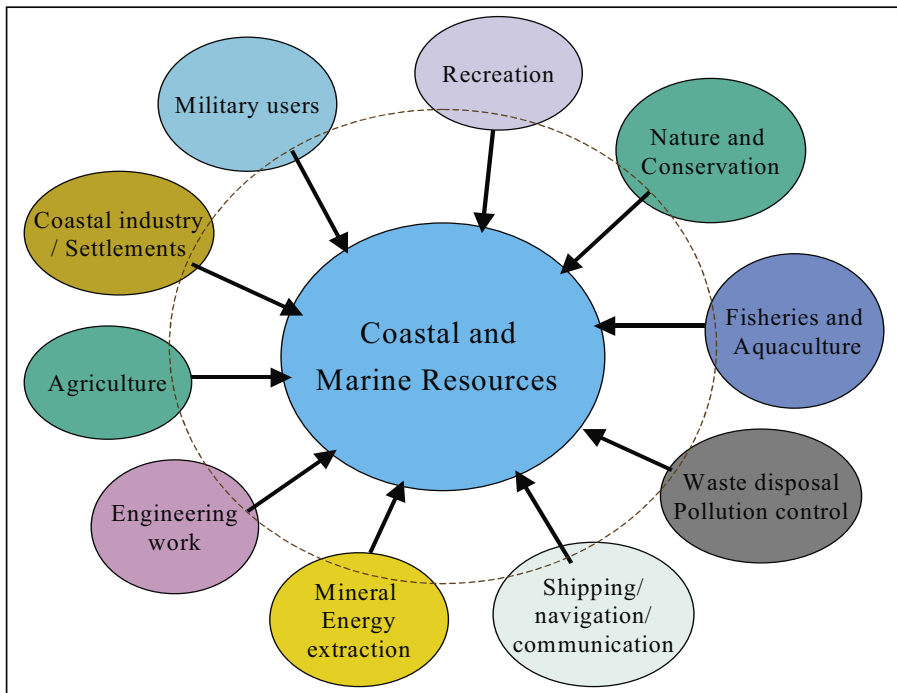 Recreation
Military users
Nature and
Conservation
Coastal industry
/ Settlements
Fisheries and
Aquaculture
Coastal and
Marine Resources
Agriculture
Waste disposal
Pollution control
Engineering
work
Mineral
Energy
extraction
Shipping/
navigation/
communication